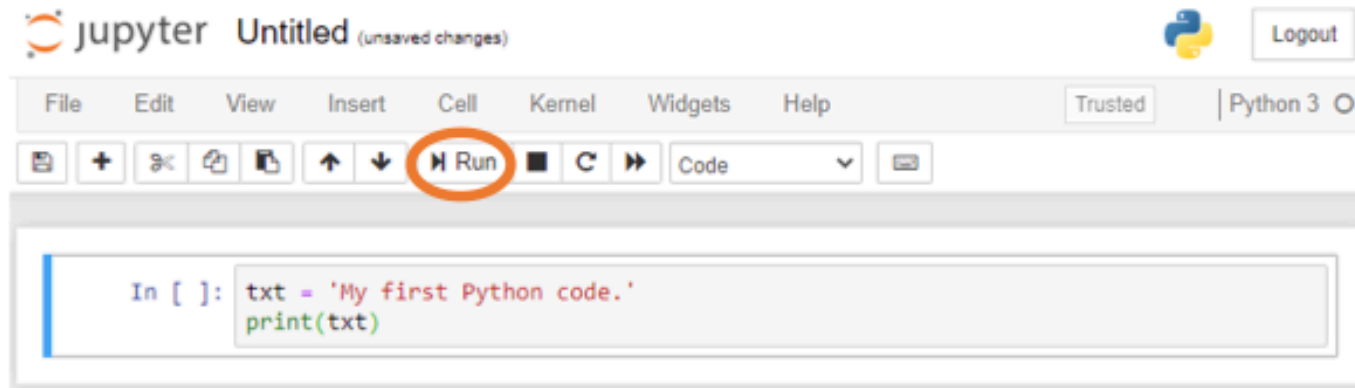 jupyter Untitled (unsaved changes) Logout
File Edit View Insert Cell Kernel Widgets Help Trusted Python 3
Run Code
In [ ]: txt = 'My first Python code.'
print(txt)